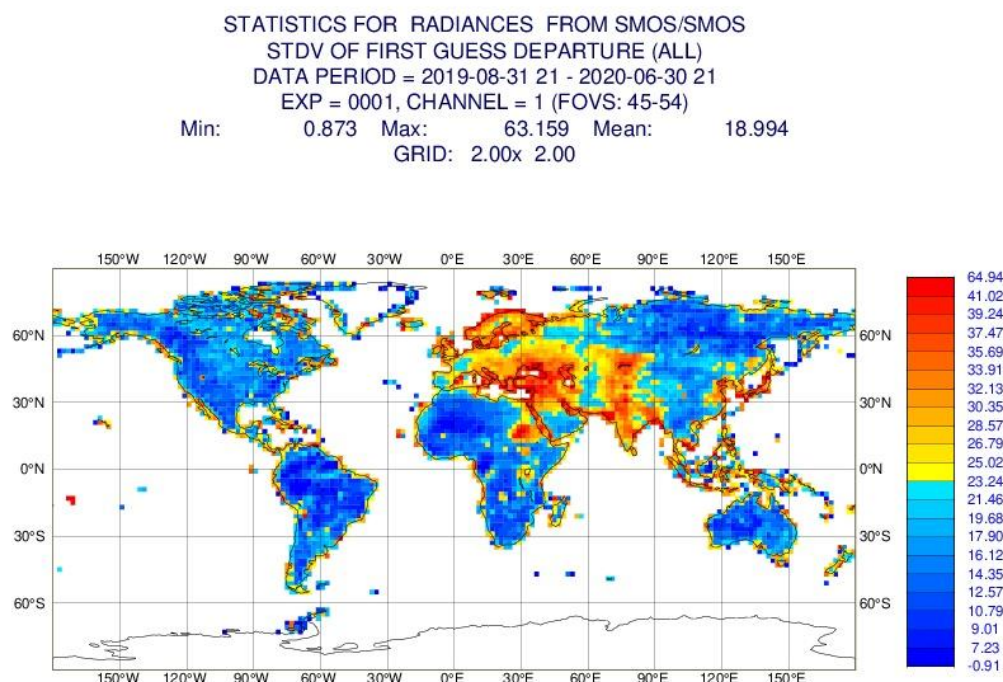 STATISTICS FOR RADIANCES FROM SMOS/SMOS
STDV OF FIRST GUESS DEPARTURE (ALL)
DATA PERIOD = 2019-08-31 21 - 2020-06-30 21
EXP = 0001, CHANNEL = 1 (FOVS: 45-54)
Min: 0.873 Max: 63.159 Mean: 18.994
GRID: 2.00x 2.00
150°W 120°W 90°W 60°W 30°W 0°E 30°E 60°E 90°E 120°E 150°E
60°N 60°N
30°N 30°N
0°N 0°N
30°S 30°S
60°S 60°S
150°W 120°W 90°W 60°W 30°W 0°E 30°E 60°E 90°E 120°E 150°E
64.94
41.02
39.24
37.47
35.69
33.91
32.13
30.35
28.57
26.79
25.02
23.24
21.46
19.68
17.90
16.12
14.35
12.57
10.79
9.01
7.23
-0.91